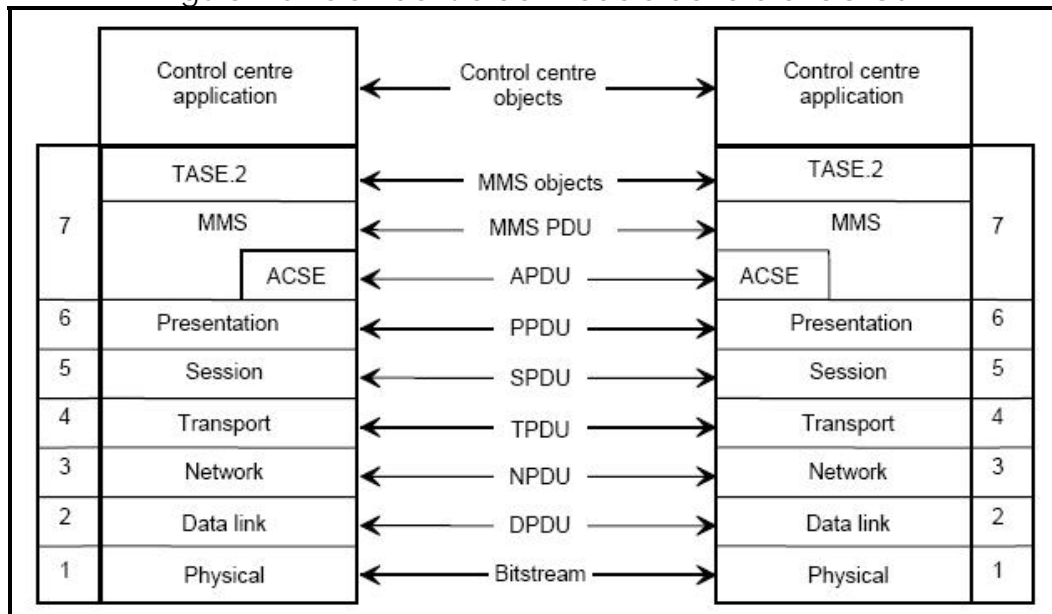 Control centre
application
Control centre
objects
Control centre
application
7
TASE.2
MMS objects
TASE.2
7
MMS
MMS PDU
MMS
ACSE
APDU
ACSE
6
Presentation
PPDU
Presentation
6
5
Session
SPDU
Session
5
4
Transport
TPDU
Transport
4
3
Network
NPDU
Network
3
2
Data link
DPDU
Data link
2
1
Physical
Bitstream
Physical
1